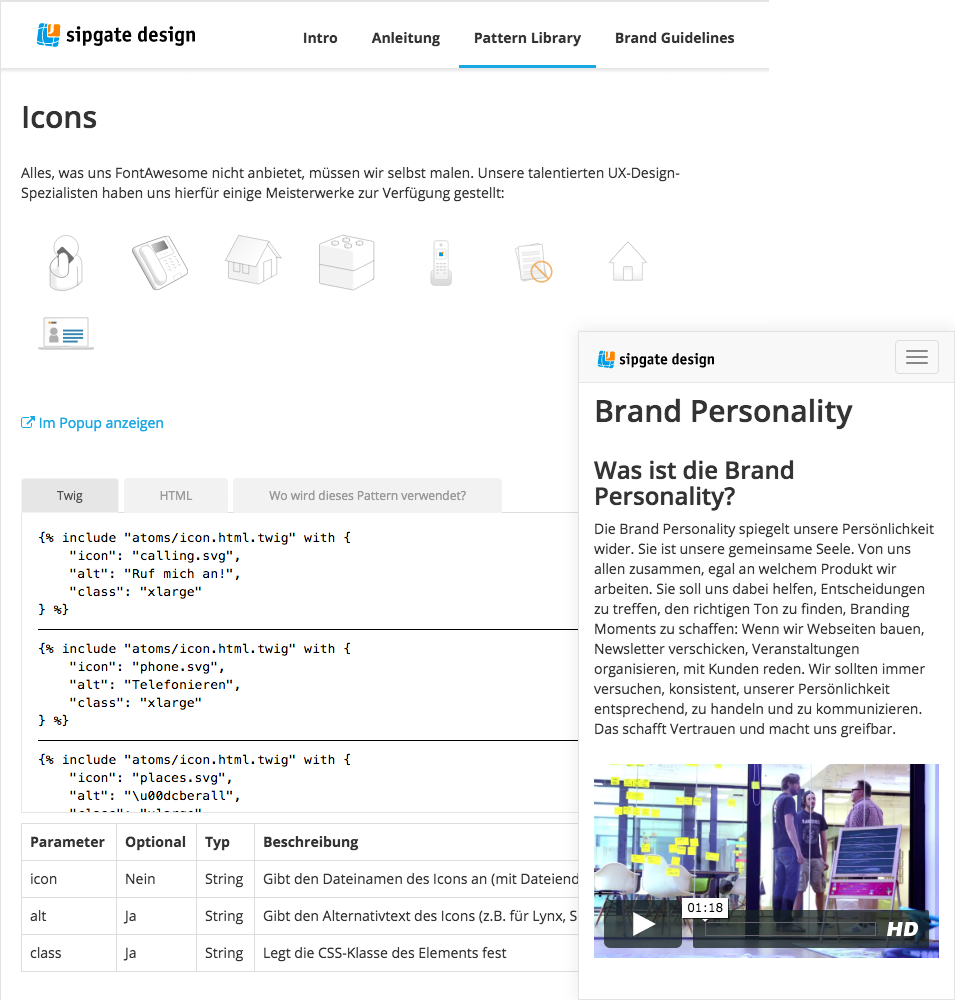 sipgate design
Intro
Anleitung
Pattern Library
Brand Guidelines
Icons
Alles, was uns FontAwesome nicht anbietet, müssen wir selbst malen. Unsere talentierten UX-Design-
Spezialisten haben uns hierfür einige Meisterwerke zur Verfügung gestellt:
Im Popup anzeigen
Twig
HTML
Wo wird dieses Pattern verwendet?
{% include "atoms/icon.html.twig" with {
"icon": "calling.svg",
"alt": "Ruf mich an!",
"class": "xlarge"
} %}
{% include "atoms/icon.html.twig" with {
"icon": "phone.svg",
"alt": "Telefonieren",
"class": "xlarge"
} %}
{% include "atoms/icon.html.twig" with {
"icon": "places.svg",
"alt": "\u00dcberall",
"class": "xlarge"
Parameter Optional Typ Beschreibung
icon Nein String Gibt den Dateinamen des Icons an (mit Dateiend
alt Ja String Gibt den Alternativtext des Icons (z.B. für Lynx, S
class Ja String Legt die CSS-Klasse des Elements fest
sipgate design
Brand Personality
Was ist die Brand
Personality?
Die Brand Personality spiegelt unsere Persönlichkeit
wider. Sie ist unsere gemeinsame Seele. Von uns
allen zusammen, egal an welchem Produkt wir
arbeiten. Sie soll uns dabei helfen, Entscheidungen
zu treffen, den richtigen Ton zu finden, Branding
Moments zu schaffen: Wenn wir Webseiten bauen,
Newsletter verschicken, Veranstaltungen
organisieren, mit Kunden reden. Wir sollten immer
versuchen, konsistent, unserer Persönlichkeit
entsprechend, zu handeln und zu kommunizieren.
Das schafft Vertrauen und macht uns greifbar.
01:18
HD